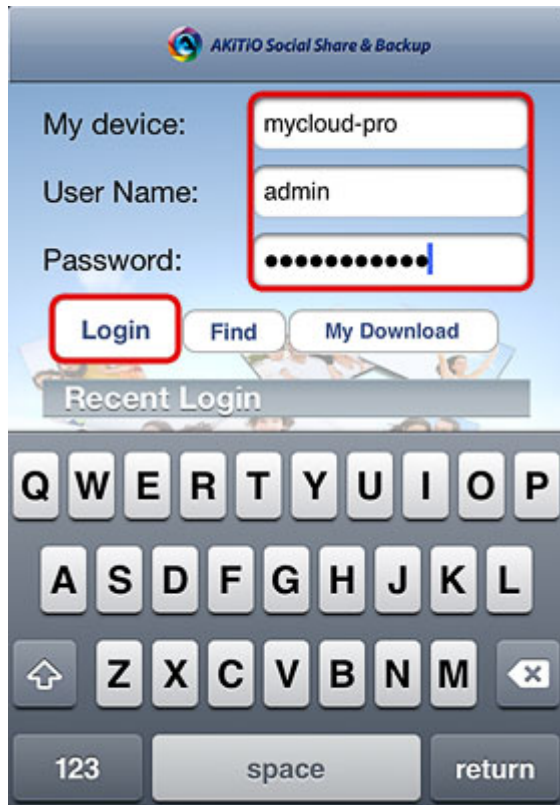 AKiTiO Social Share & Backup
My device: mycloud-pro
User Name: admin
Password: ●●●●●●●●●●●
Login Find My Download
Recent Login
Q W E R T Y U I O P
A S D F G H J K L
Z X C V B N M
123 space return